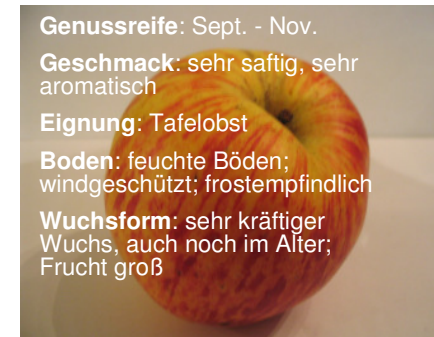 Genussreife: Sept. - Nov.
Geschmack: sehr saftig, sehr
aromatisch
Eignung: Tafelobst
Boden: feuchte Böden;
windgeschützt; frostempfindlich
Wuchsform: sehr kräftiger
Wuchs, auch noch im Alter;
Frucht groß